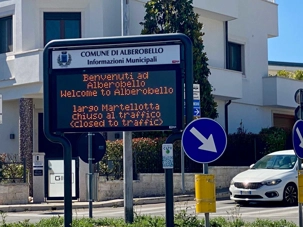 COMUNE DI ALBEROBELLO
Informazioni Municipali
Benvenuti ad
Alberobello
Welcome to Alberobello
largo Martellotta
chiuso al traffico
(closed to traffic)